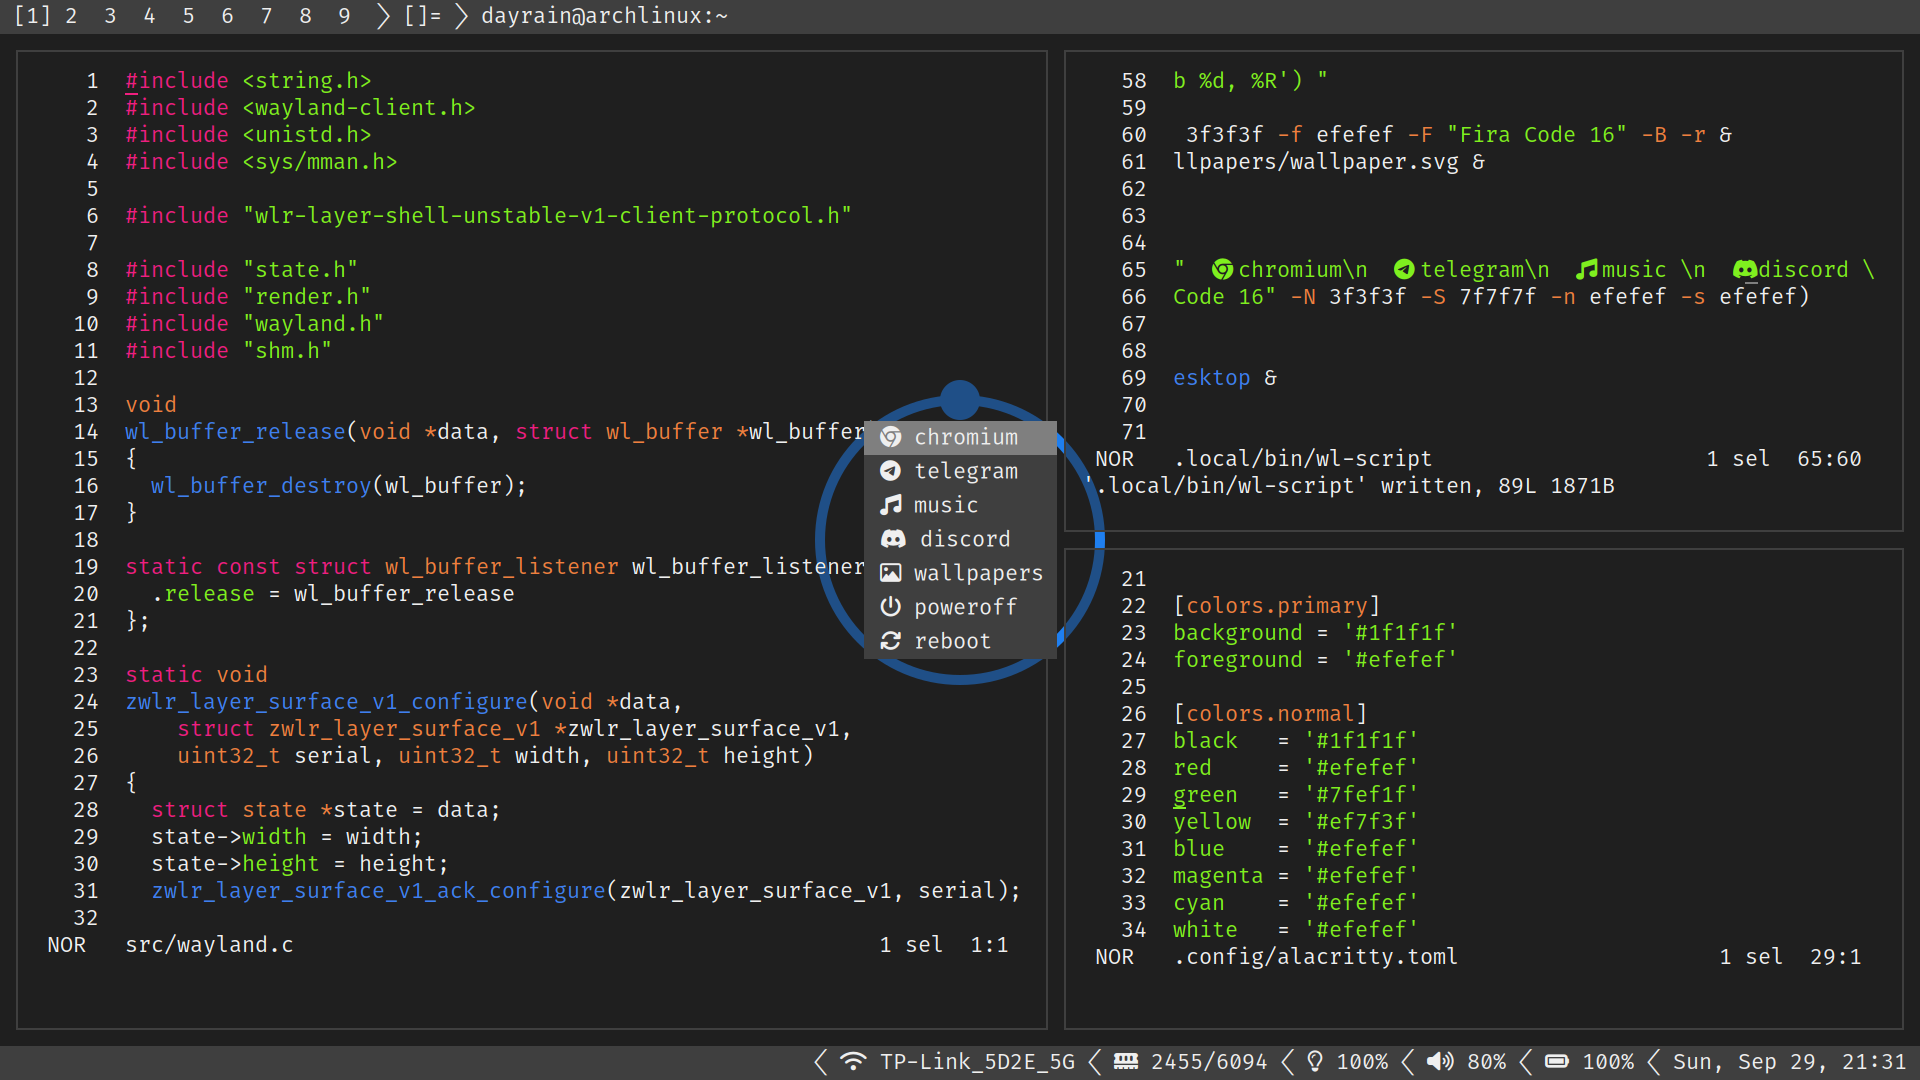 [1] 2 3 4 5 6 7 8 9 []= dayrain@archlinux:~
1 #include <string.h>
2 #include <wayland-client.h>
3 #include <unistd.h>
4 #include <sys/mman.h>
5
6 #include "wlr-layer-shell-unstable-v1-client-protocol.h"
7
8 #include "state.h"
9 #include "render.h"
10 #include "wayland.h"
11 #include "shm.h"
12
13 void
14 wl_buffer_release(void *data, struct wl_buffer *wl_buffer
15 {
16 wl_buffer_destroy(wl_buffer);
17 }
18
19 static const struct wl_buffer_listener wl_buffer_listener
20 .release = wl_buffer_release
21 };
22
23 static void
24 zwlr_layer_surface_v1_configure(void *data,
25 struct zwlr_layer_surface_v1 *zwlr_layer_surface_v1,
26 uint32_t serial, uint32_t width, uint32_t height)
27 {
28 struct state *state = data;
29 state->width = width;
30 state->height = height;
31 zwlr_layer_surface_v1_ack_configure(zwlr_layer_surface_v1, serial);
32
NOR src/wayland.c 1 sel 1:1
chromium
telegram
music
discord
wallpapers
poweroff
reboot
58 b %d, %R') "
59
60 3f3f3f -f efefef -F "Fira Code 16" -B -r &
61 llpapers/wallpaper.svg &
62
63
64
65 " chromium\n telegram\n music \n discord \
66 Code 16" -N 3f3f3f -S 7f7f7f -n efefef -s efefef)
67
68
69 esktop &
70
71
NOR .local/bin/wl-script 1 sel 65:60
'.local/bin/wl-script' written, 89L 1871B
21
22 [colors.primary]
23 background = '#1f1f1f'
24 foreground = '#efefef'
25
26 [colors.normal]
27 black = '#1f1f1f'
28 red = '#efefef'
29 green = '#7fef1f'
30 yellow = '#ef7f3f'
31 blue = '#efefef'
32 magenta = '#efefef'
33 cyan = '#efefef'
34 white = '#efefef'
NOR .config/alacritty.toml 1 sel 29:1
TP-Link_5D2E_5G 2455/6094 100% 80% 100% Sun, Sep 29, 21:31